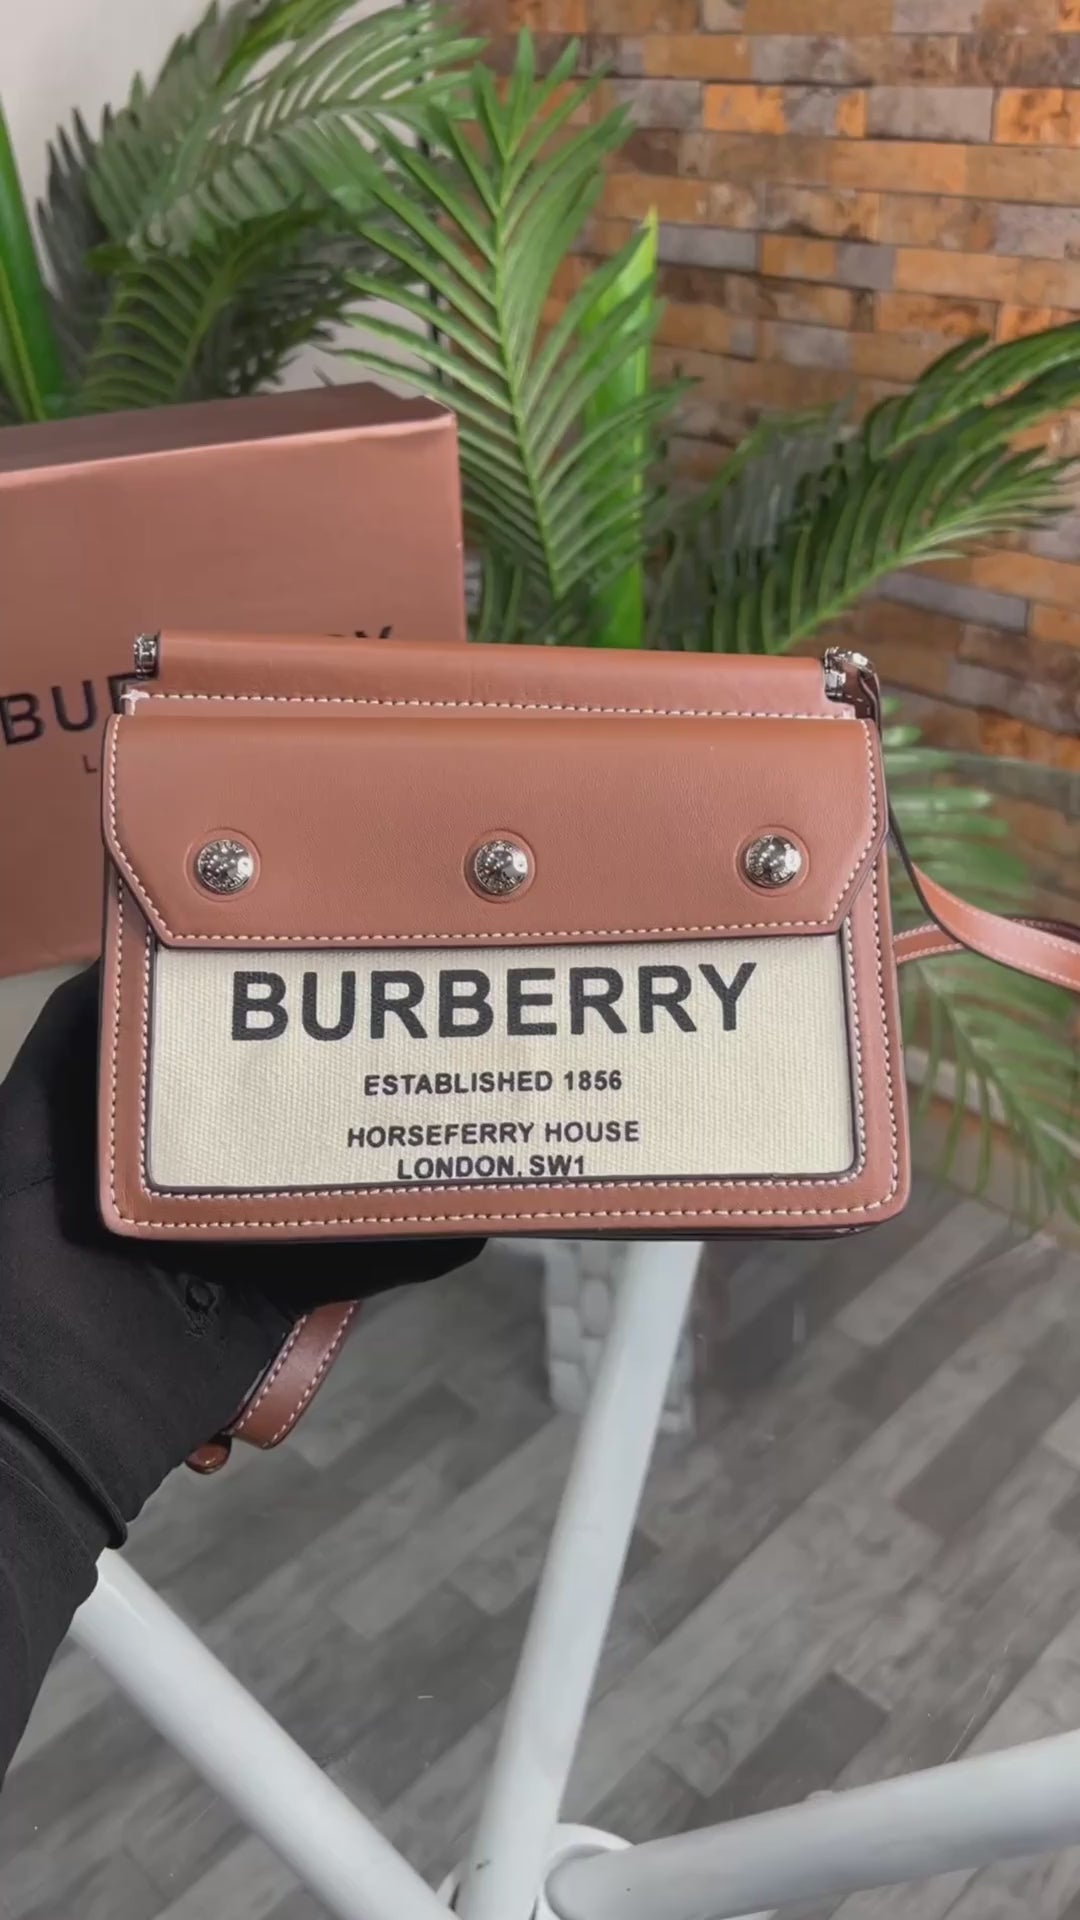 BURBERRY
ESTABLISHED 1856
HORSEFERRY HOUSE
LONDON, SW1